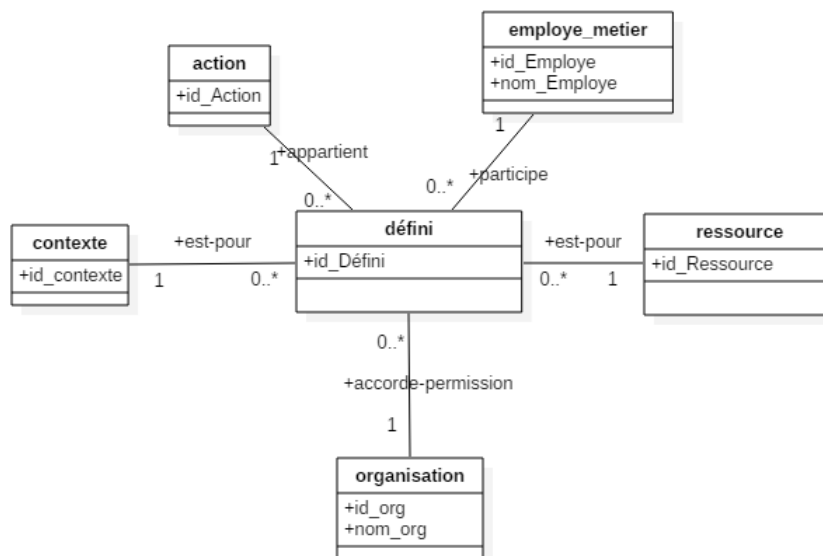 employe_metier
+id_Employe
+nom_Employe
action
+id_Action
1
+appartient
0..*
1
+participe
0..*
contexte
+id_contexte
+est-pour
1
0..*
défini
+id_Défini
+est-pour
0..*
1
ressource
+id_Ressource
0..*
+accorde-permission
1
organisation
+id_org
+nom_org